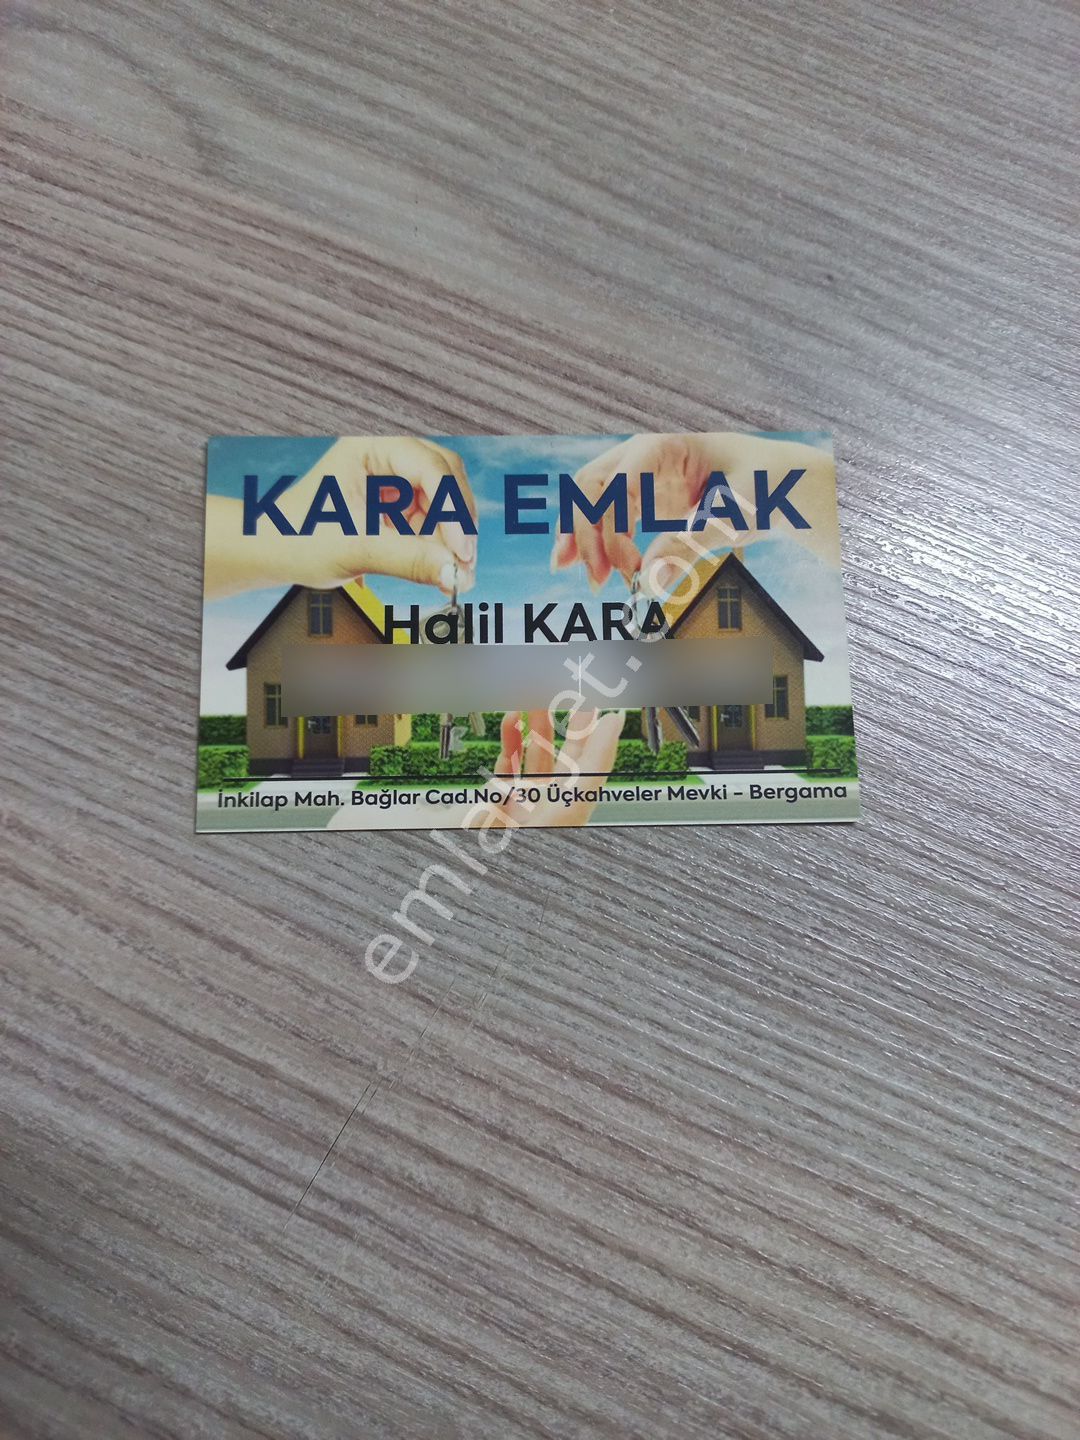 KARA EMLAK
Halil KARA
İnkilap Mah. Bağlar Cad.No/30 Üçkahveler Mevki - Bergama
emlakjet.com